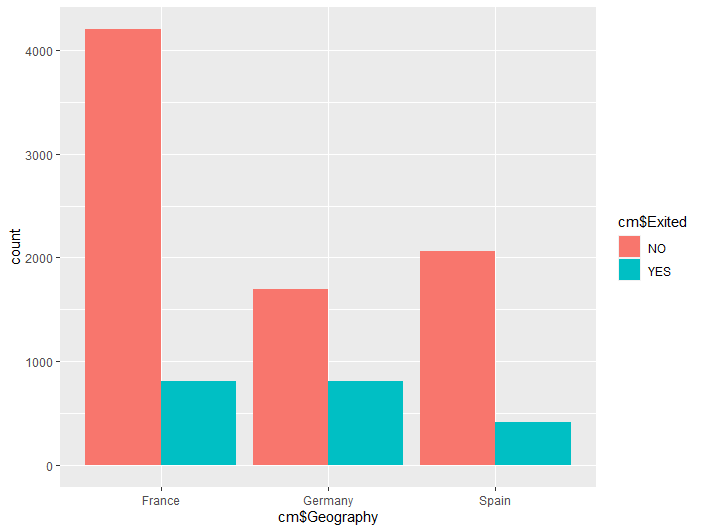 4000
3000
2000
1000
0
count
France Germany Spain
cm$Geography
cm$Exited
NO
YES